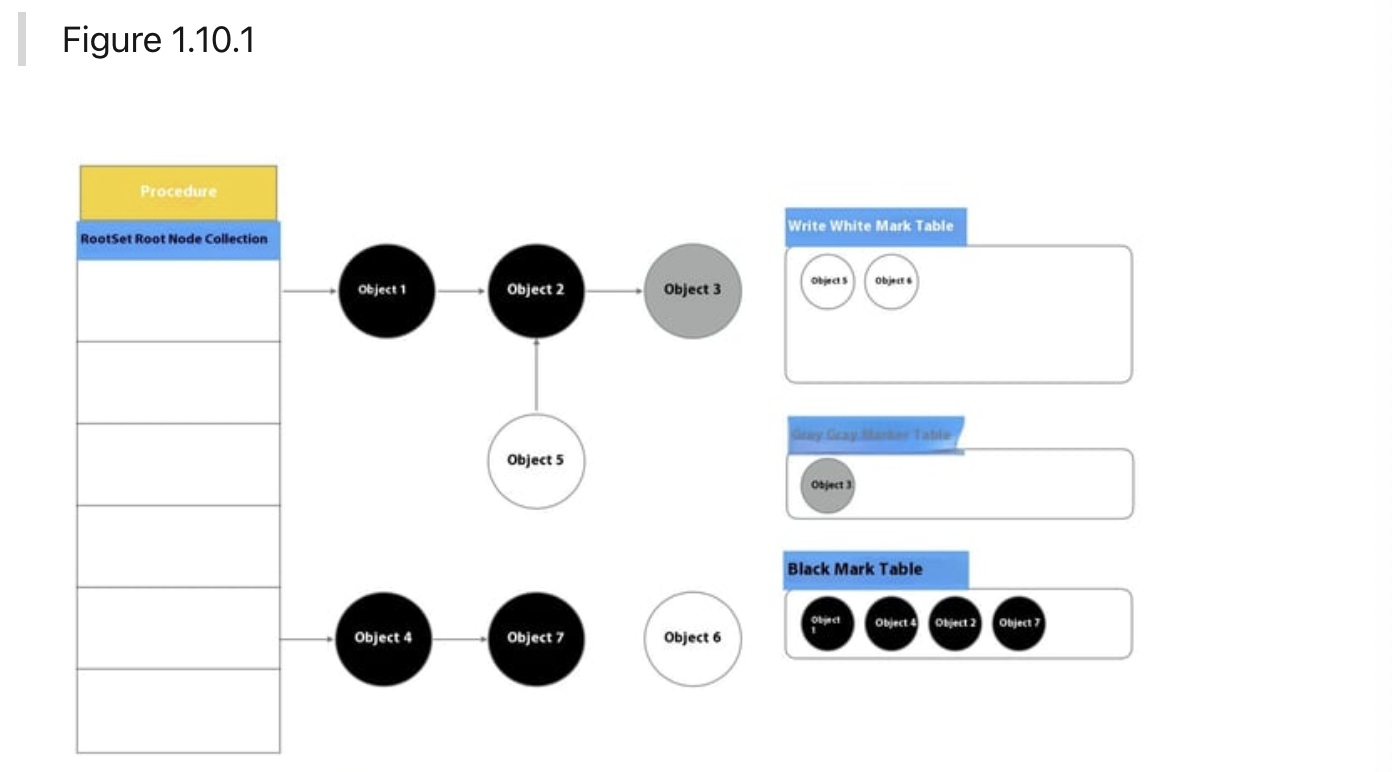 Figure 1.10.1
Procedure
RootSet Root Node Collection
Object 1
Object 2
Object 3
Object 5
Object 4
Object 7
Object 6
Write White Mark Table
Object 5
Object 6
Gray Gray Marker Table
Object 3
Black Mark Table
Object
1
Object 4
Object 2
Object 7